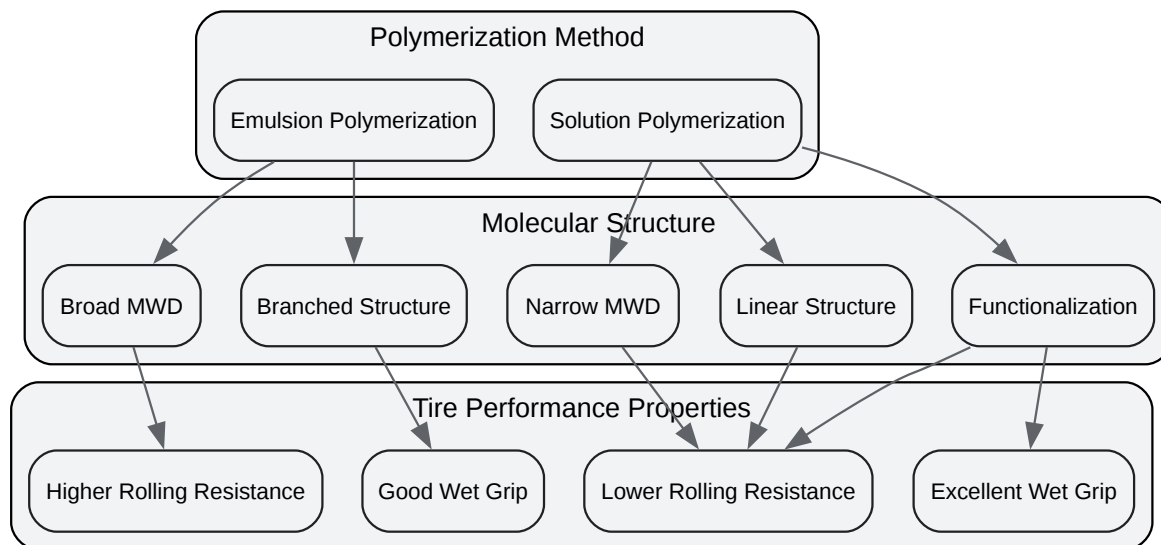 Polymerization Method
Emulsion Polymerization
Solution Polymerization
Molecular Structure
Broad MWD
Branched Structure
Narrow MWD
Linear Structure
Functionalization
Tire Performance Properties
Higher Rolling Resistance
Good Wet Grip
Lower Rolling Resistance
Excellent Wet Grip